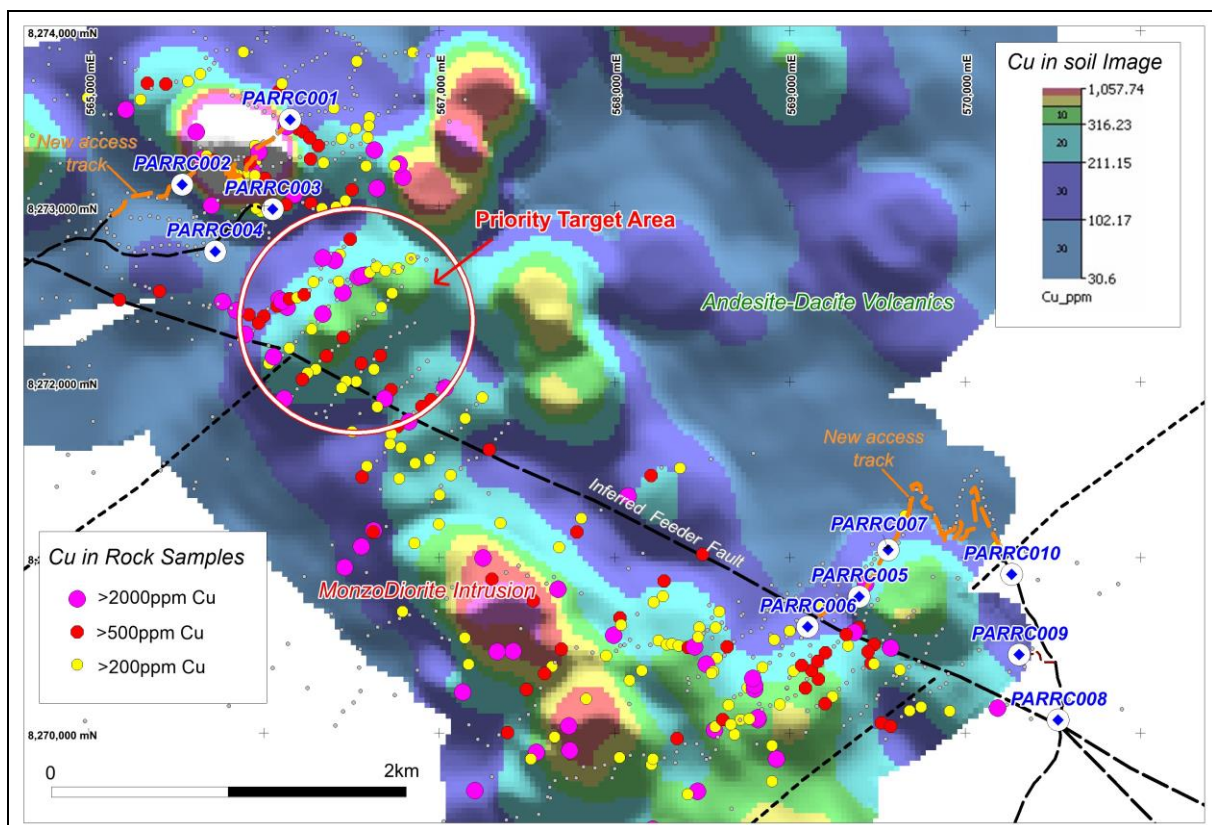 8,274,000 mN
565,000 mE
567,000 mE
568,000 mE
569,000 mE
570,000 mE
Cu in soil Image
1,057.74
10
316.23
20
211.15
30
102.17
30
30.6
Cu_ppm
PARRC001
New access
track
PARRC002
PARRC003
8,273,000 mN
PARRC004
Priority Target Area
Andesite-Dacite Volcanics
8,272,000 mN
New access
track
Inferred Feeder Fault
PARRC007
PARRC010
PARRC005
PARRC006
PARRC009
PARRC008
MonzoDiorite Intrusion
Cu in Rock Samples
>2000ppm Cu
>500ppm Cu
>200ppm Cu
8,270,000 mN
0
2km